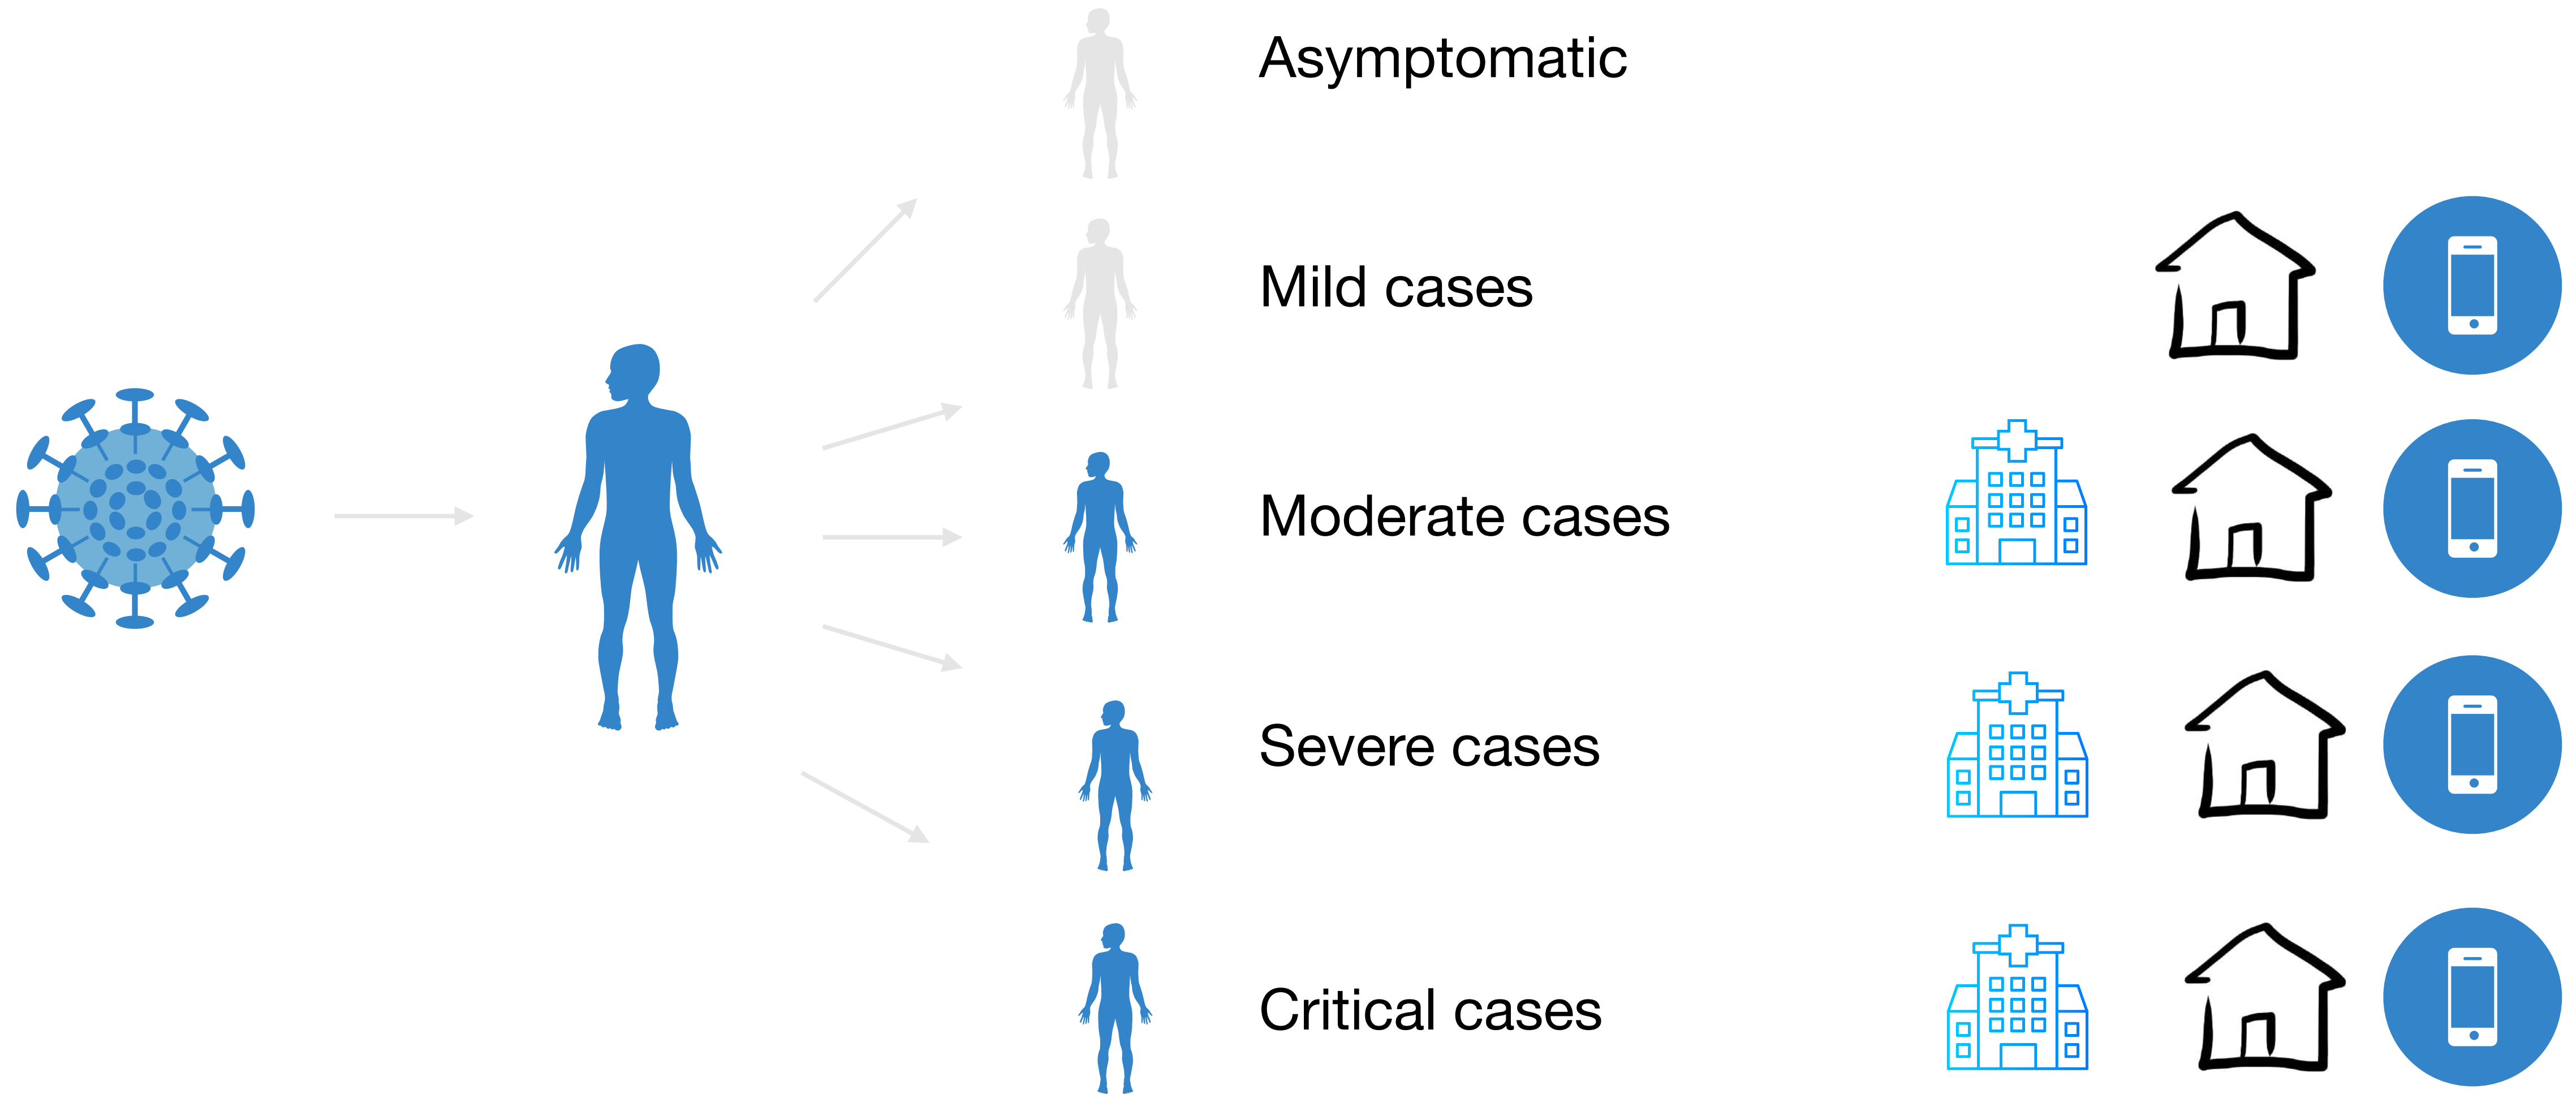 Asymptomatic
Mild cases
Moderate cases
Severe cases
Critical cases